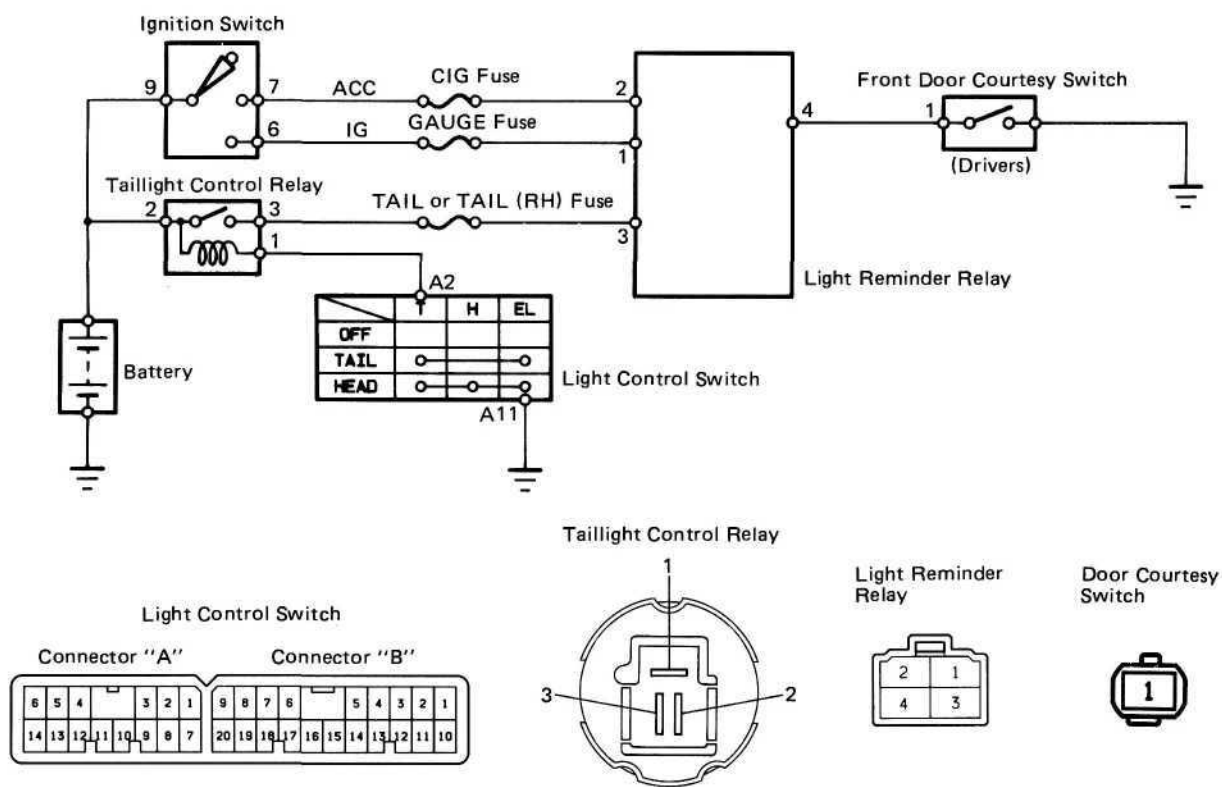 Ignition Switch
9 7 ACC CIG Fuse 2
6 IG GAUGE Fuse 1
4 1 Front Door Courtesy Switch
(Drivers)
Taillight Control Relay
2 3 TAIL or TAIL (RH) Fuse 3
1
Light Reminder Relay
A2
T H EL
OFF
TAIL
HEAD
Light Control Switch
A11
Battery
Taillight Control Relay
1
3 2
Light Reminder
Relay
2 1
4 3
Door Courtesy
Switch
1
Light Control Switch
Connector "A" Connector "B"
6 5 4 3 2 1 9 8 7 6 5 4 3 2 1
14 13 12 11 10 9 8 7 20 19 18 17 16 15 14 13 12 11 10